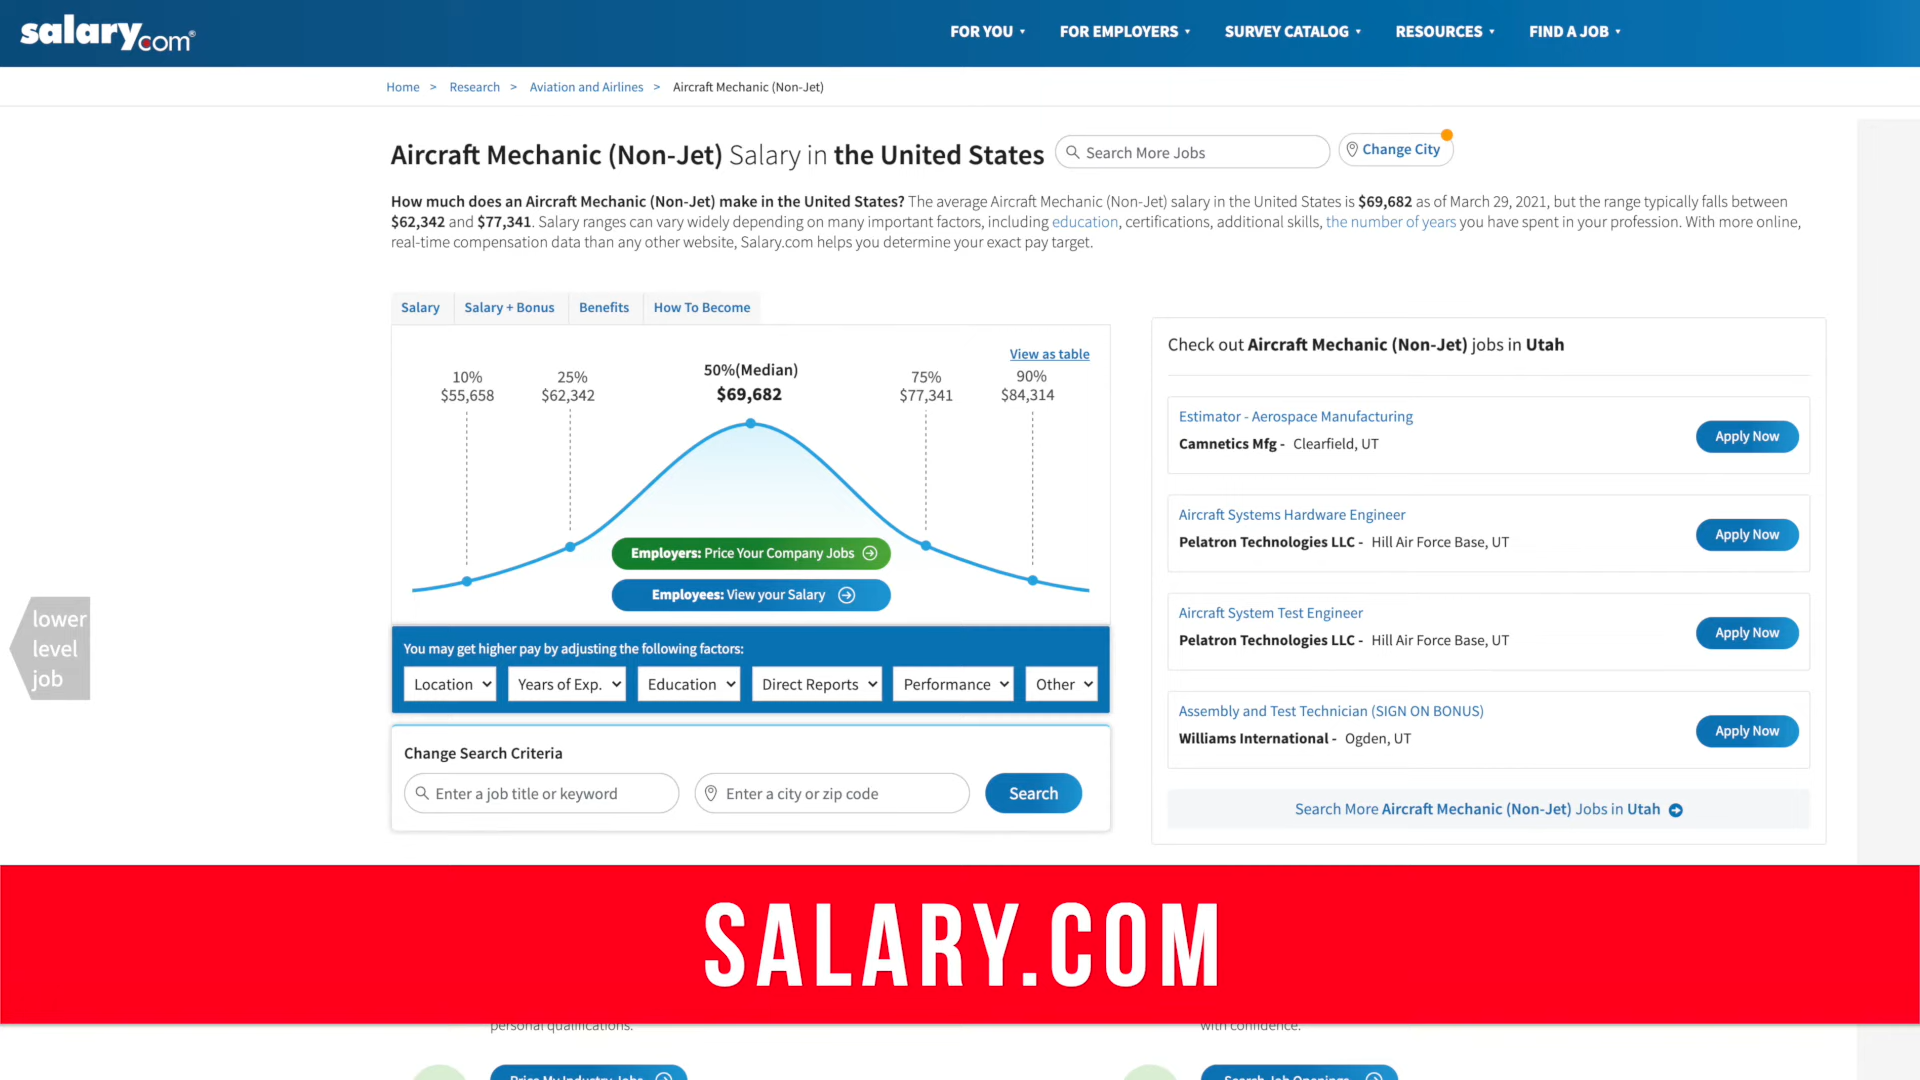 salary.com®
FOR YOU
FOR EMPLOYERS
SURVEY CATALOG
RESOURCES
FIND A JOB
Home > Research > Aviation and Airlines > Aircraft Mechanic (Non-Jet)
Aircraft Mechanic (Non-Jet) Salary in the United States
Search More Jobs
Change City
How much does an Aircraft Mechanic (Non-Jet) make in the United States? The average Aircraft Mechanic (Non-Jet) salary in the United States is $69,682 as of March 29, 2021, but the range typically falls between
$62,342 and $77,341. Salary ranges can vary widely depending on many important factors, including education, certifications, additional skills, the number of years you have spent in your profession. With more online,
real-time compensation data than any other website, Salary.com helps you determine your exact pay target.
Salary
Salary + Bonus
Benefits
How To Become
View as table
10%
$55,658
25%
$62,342
50%(Median)
$69,682
75%
$77,341
90%
$84,314
Employers: Price Your Company Jobs
Employees: View your Salary
You may get higher pay by adjusting the following factors:
Location
Years of Exp.
Education
Direct Reports
Performance
Other
Change Search Criteria
Enter a job title or keyword
Enter a city or zip code
Search
lower
level
job
Check out Aircraft Mechanic (Non-Jet) jobs in Utah
Estimator - Aerospace Manufacturing
Camnetics Mfg - Clearfield, UT
Apply Now
Aircraft Systems Hardware Engineer
Pelatron Technologies LLC - Hill Air Force Base, UT
Apply Now
Aircraft System Test Engineer
Pelatron Technologies LLC - Hill Air Force Base, UT
Apply Now
Assembly and Test Technician (SIGN ON BONUS)
Williams International - Ogden, UT
Apply Now
Search More Aircraft Mechanic (Non-Jet) Jobs in Utah
SALARY.COM
personal qualifications.
with confidence.
Price My Industry Jobs
Search Job Openings